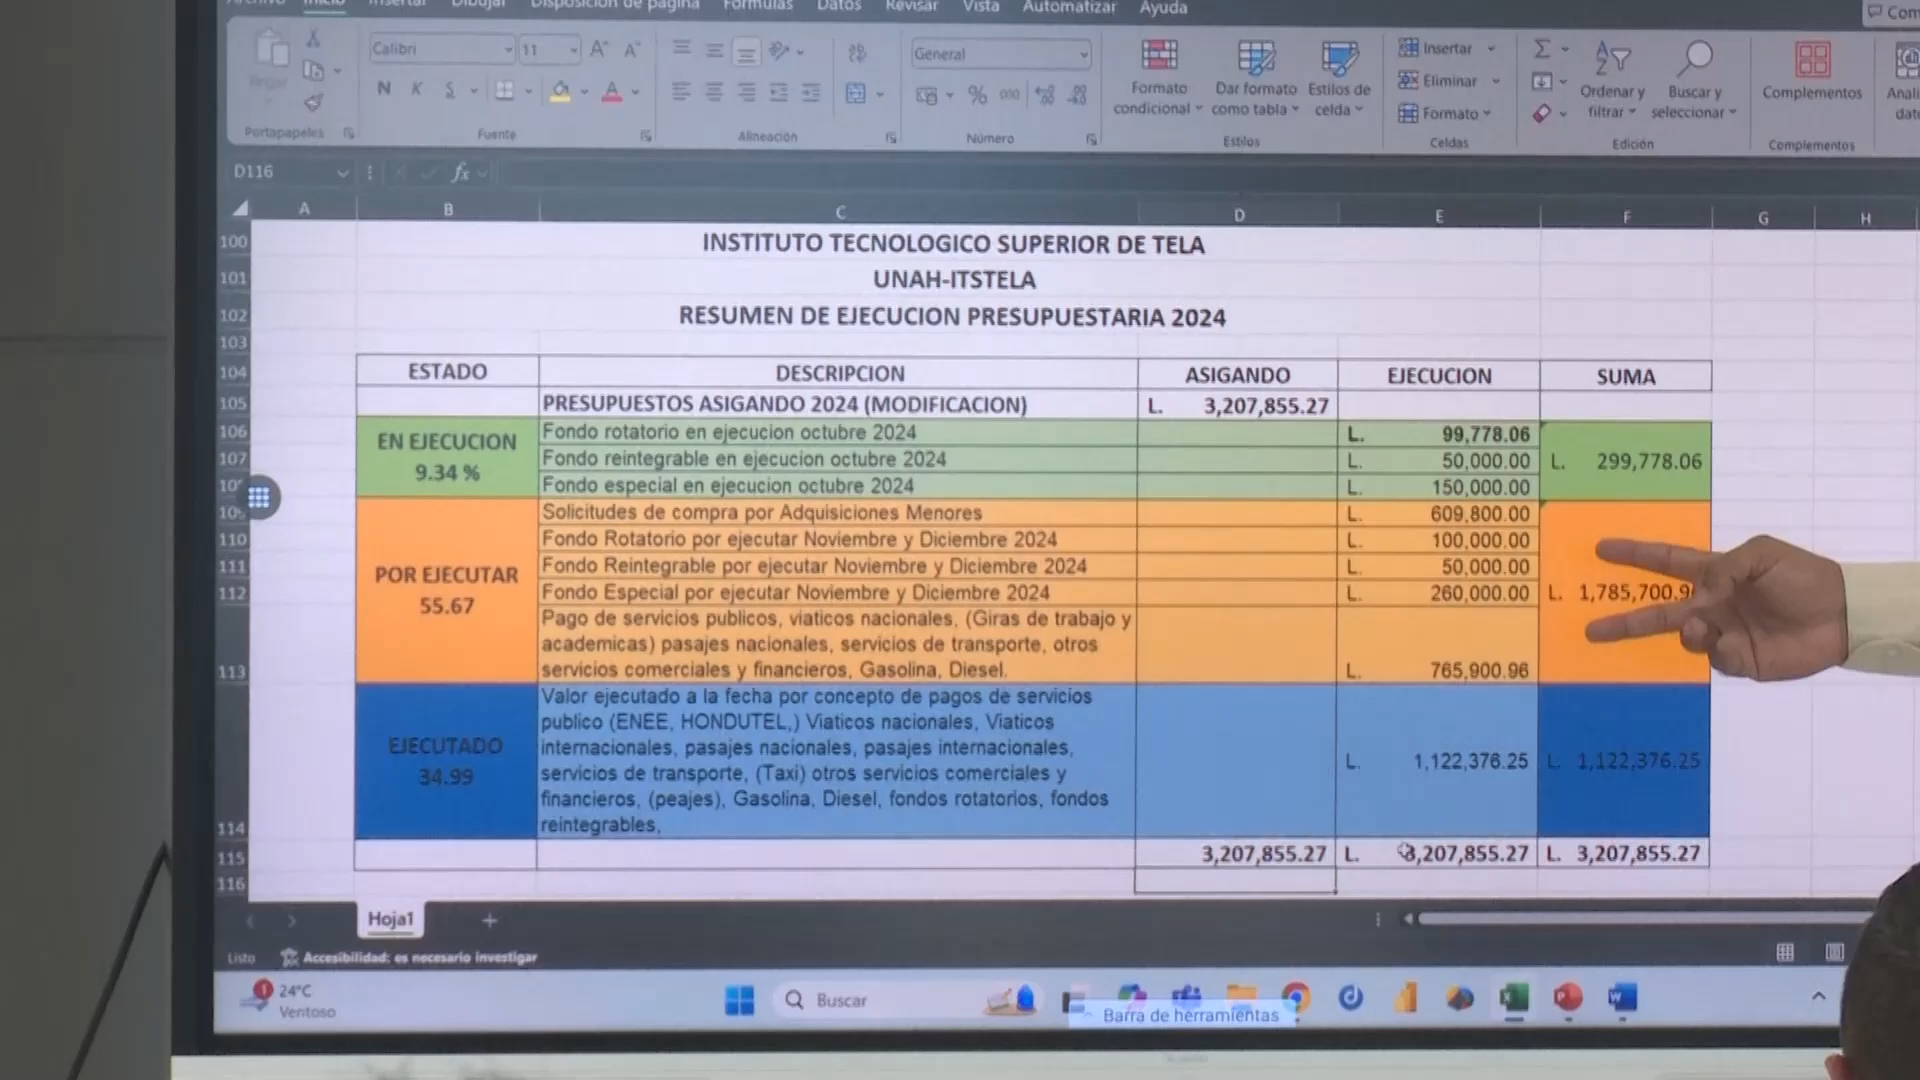 Inicio Insertar Dibujar Disposición de página Fórmulas Datos Revisar Vista Automatizar Ayuda
Calibri 11 General
N K S
Formato condicional
Dar formato como tabla
Estilos de celda
Insertar
Eliminar
Formato
Ordenar y filtrar
Buscar y seleccionar
Complementos
Portapapeles Fuente Alineación Número Estilos Celdas Edición Complementos
D116 fx
A B C D E F G H
100 INSTITUTO TECNOLOGICO SUPERIOR DE TELA
101 UNAH-ITSTELA
102 RESUMEN DE EJECUCION PRESUPUESTARIA 2024
103
104 ESTADO DESCRIPCION ASIGANDO EJECUCION SUMA
105 PRESUPUESTOS ASIGANDO 2024 (MODIFICACION) L. 3,207,855.27
106 Fondo rotatorio en ejecucion octubre 2024 L. 99,778.06
EN EJECUCION
9.34 %
107 Fondo reintegrable en ejecucion octubre 2024 L. 50,000.00 L. 299,778.06
Fondo especial en ejecucion octubre 2024 L. 150,000.00
Solicitudes de compra por Adquisiciones Menores L. 609,800.00
110 Fondo Rotatorio por ejecutar Noviembre y Diciembre 2024 L. 100,000.00
111 Fondo Reintegrable por ejecutar Noviembre y Diciembre 2024 L. 50,000.00
POR EJECUTAR
55.67
112 Fondo Especial por ejecutar Noviembre y Diciembre 2024 L. 260,000.00 L.
Pago de servicios publicos, viaticos nacionales, (Giras de trabajo y
academicas) pasajes nacionales, servicios de transporte, otros
113 servicios comerciales y financieros, Gasolina, Diesel. L. 765,900.96
Valor ejecutado a la fecha por concepto de pagos de servicios
publico (ENEE, HONDUTEL,) Viaticos nacionales, Viaticos
internacionales, pasajes nacionales, pasajes internacionales,
EJECUTADO
34.99
L. 1,122,376.25 L. 1,122,376.25
servicios de transporte, (Taxi) otros servicios comerciales y
financieros, (peajes), Gasolina, Diesel, fondos rotatorios, fondos
114 reintegrables,
115 3,207,855.27 L. 3,207,855.27 L. 3,207,855.27
116
Hoja1
Listo Accesibilidad: es necesario investigar
1 24°C
Ventoso
Buscar
Barra de herramientas